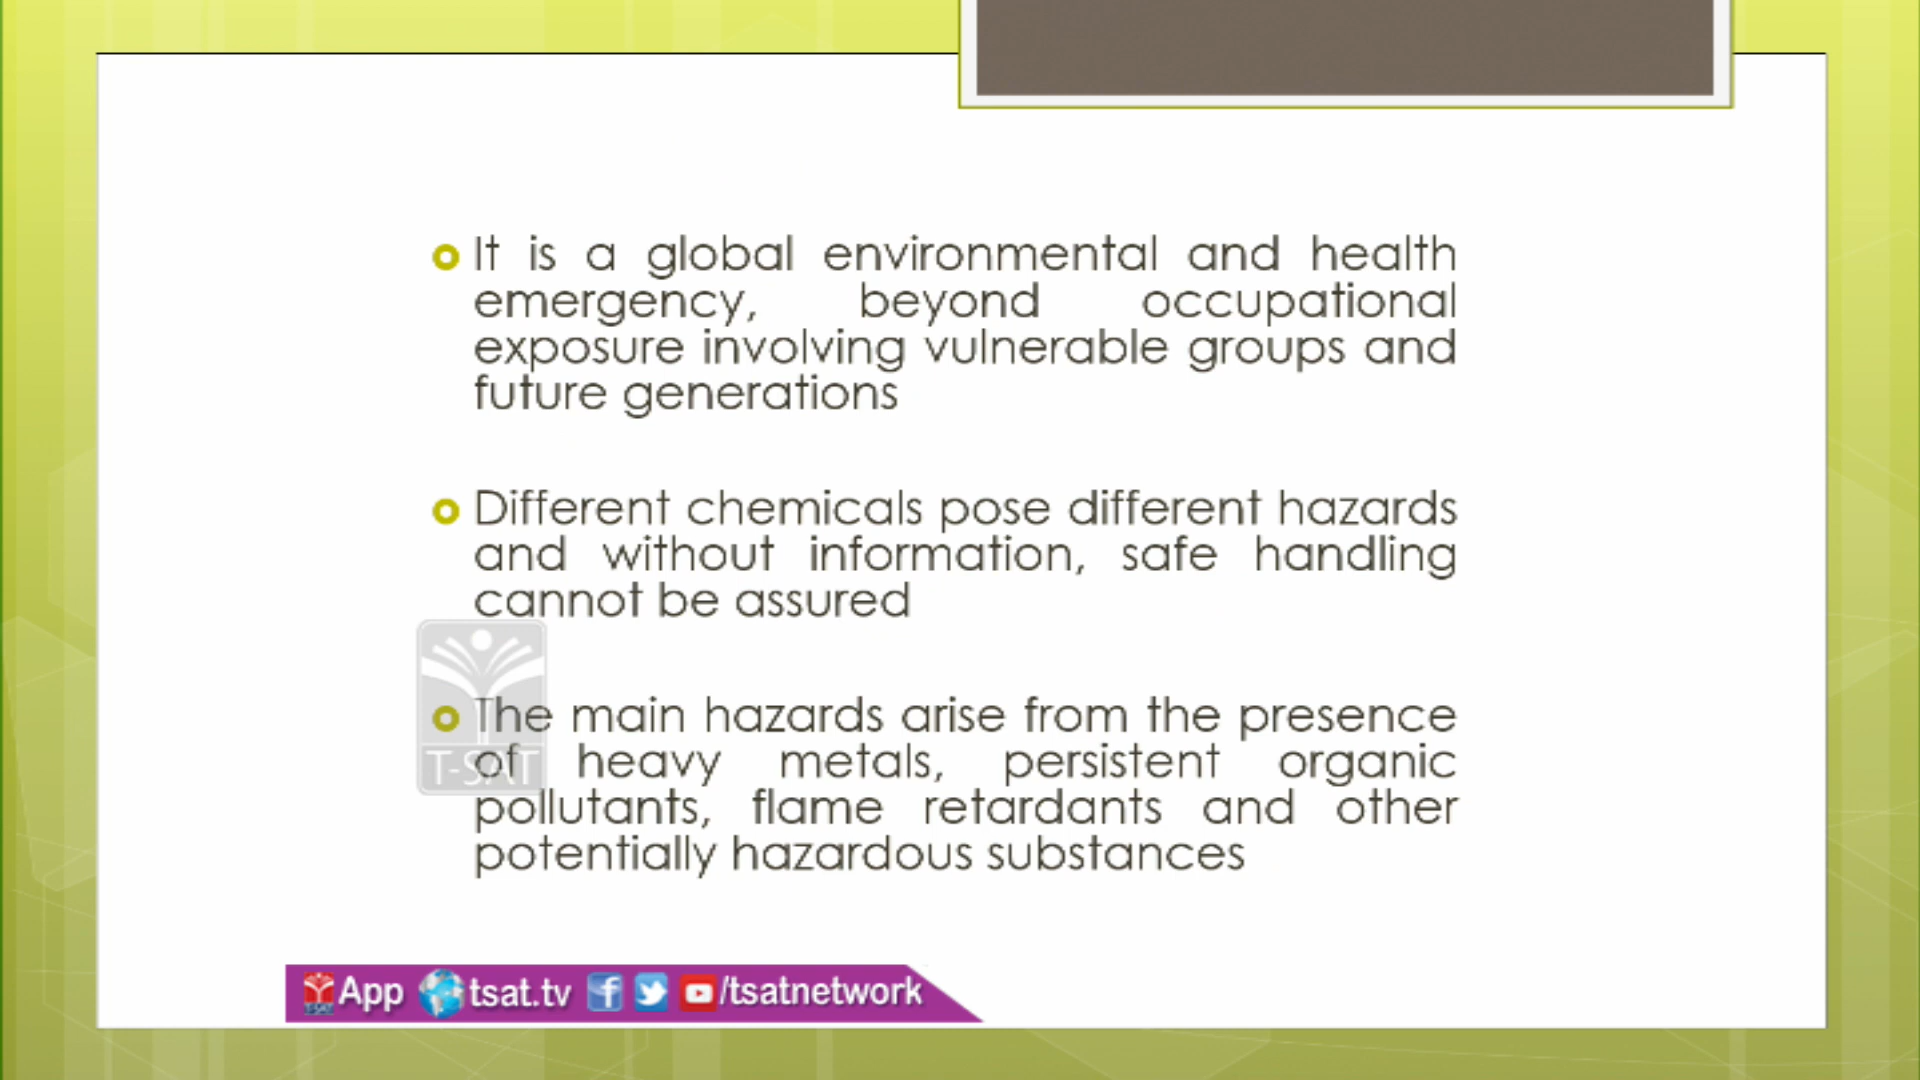 It is a global environmental and health
emergency, beyond occupational
exposure involving vulnerable groups and
future generations
Different chemicals pose different hazards
and without information, safe handling
cannot be assured
The main hazards arise from the presence
of heavy metals, persistent organic
pollutants, flame retardants and other
potentially hazardous substances
T-SAT
App tsat.tv /tsatnetwork